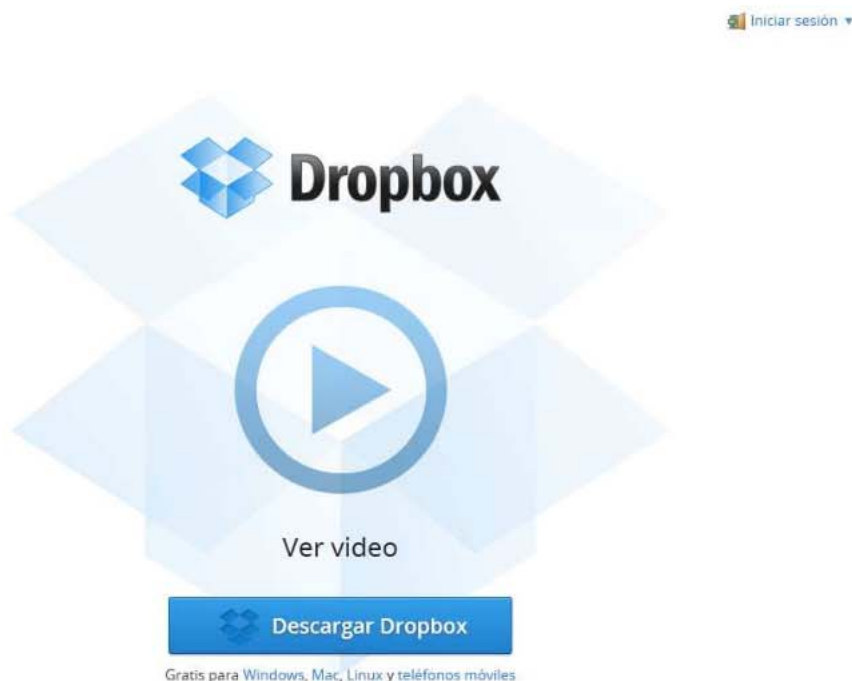 Iniciar sesión
Dropbox
Ver video
Descargar Dropbox
Gratis para Windows, Mac, Linux y teléfonos móviles